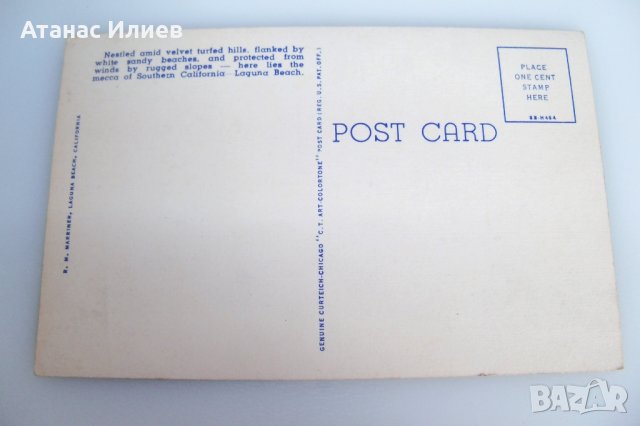 Атанас Илиев
Nestled amid velvet turfed hills, flanked by
white sandy beaches, and protected from
winds by rugged slopes — here lies the
mecca of Southern California—Laguna Beach.
R. M. MARRINER, LAGUNA BEACH, CALIFORNIA
GENUINE CURTEICH-CHICAGO "C.T. ART-COLORTONE" POST CARD (REG. U.S. PAT. OFF.)
POST CARD
PLACE
ONE CENT
STAMP
HERE
5B-H454
BAZAR